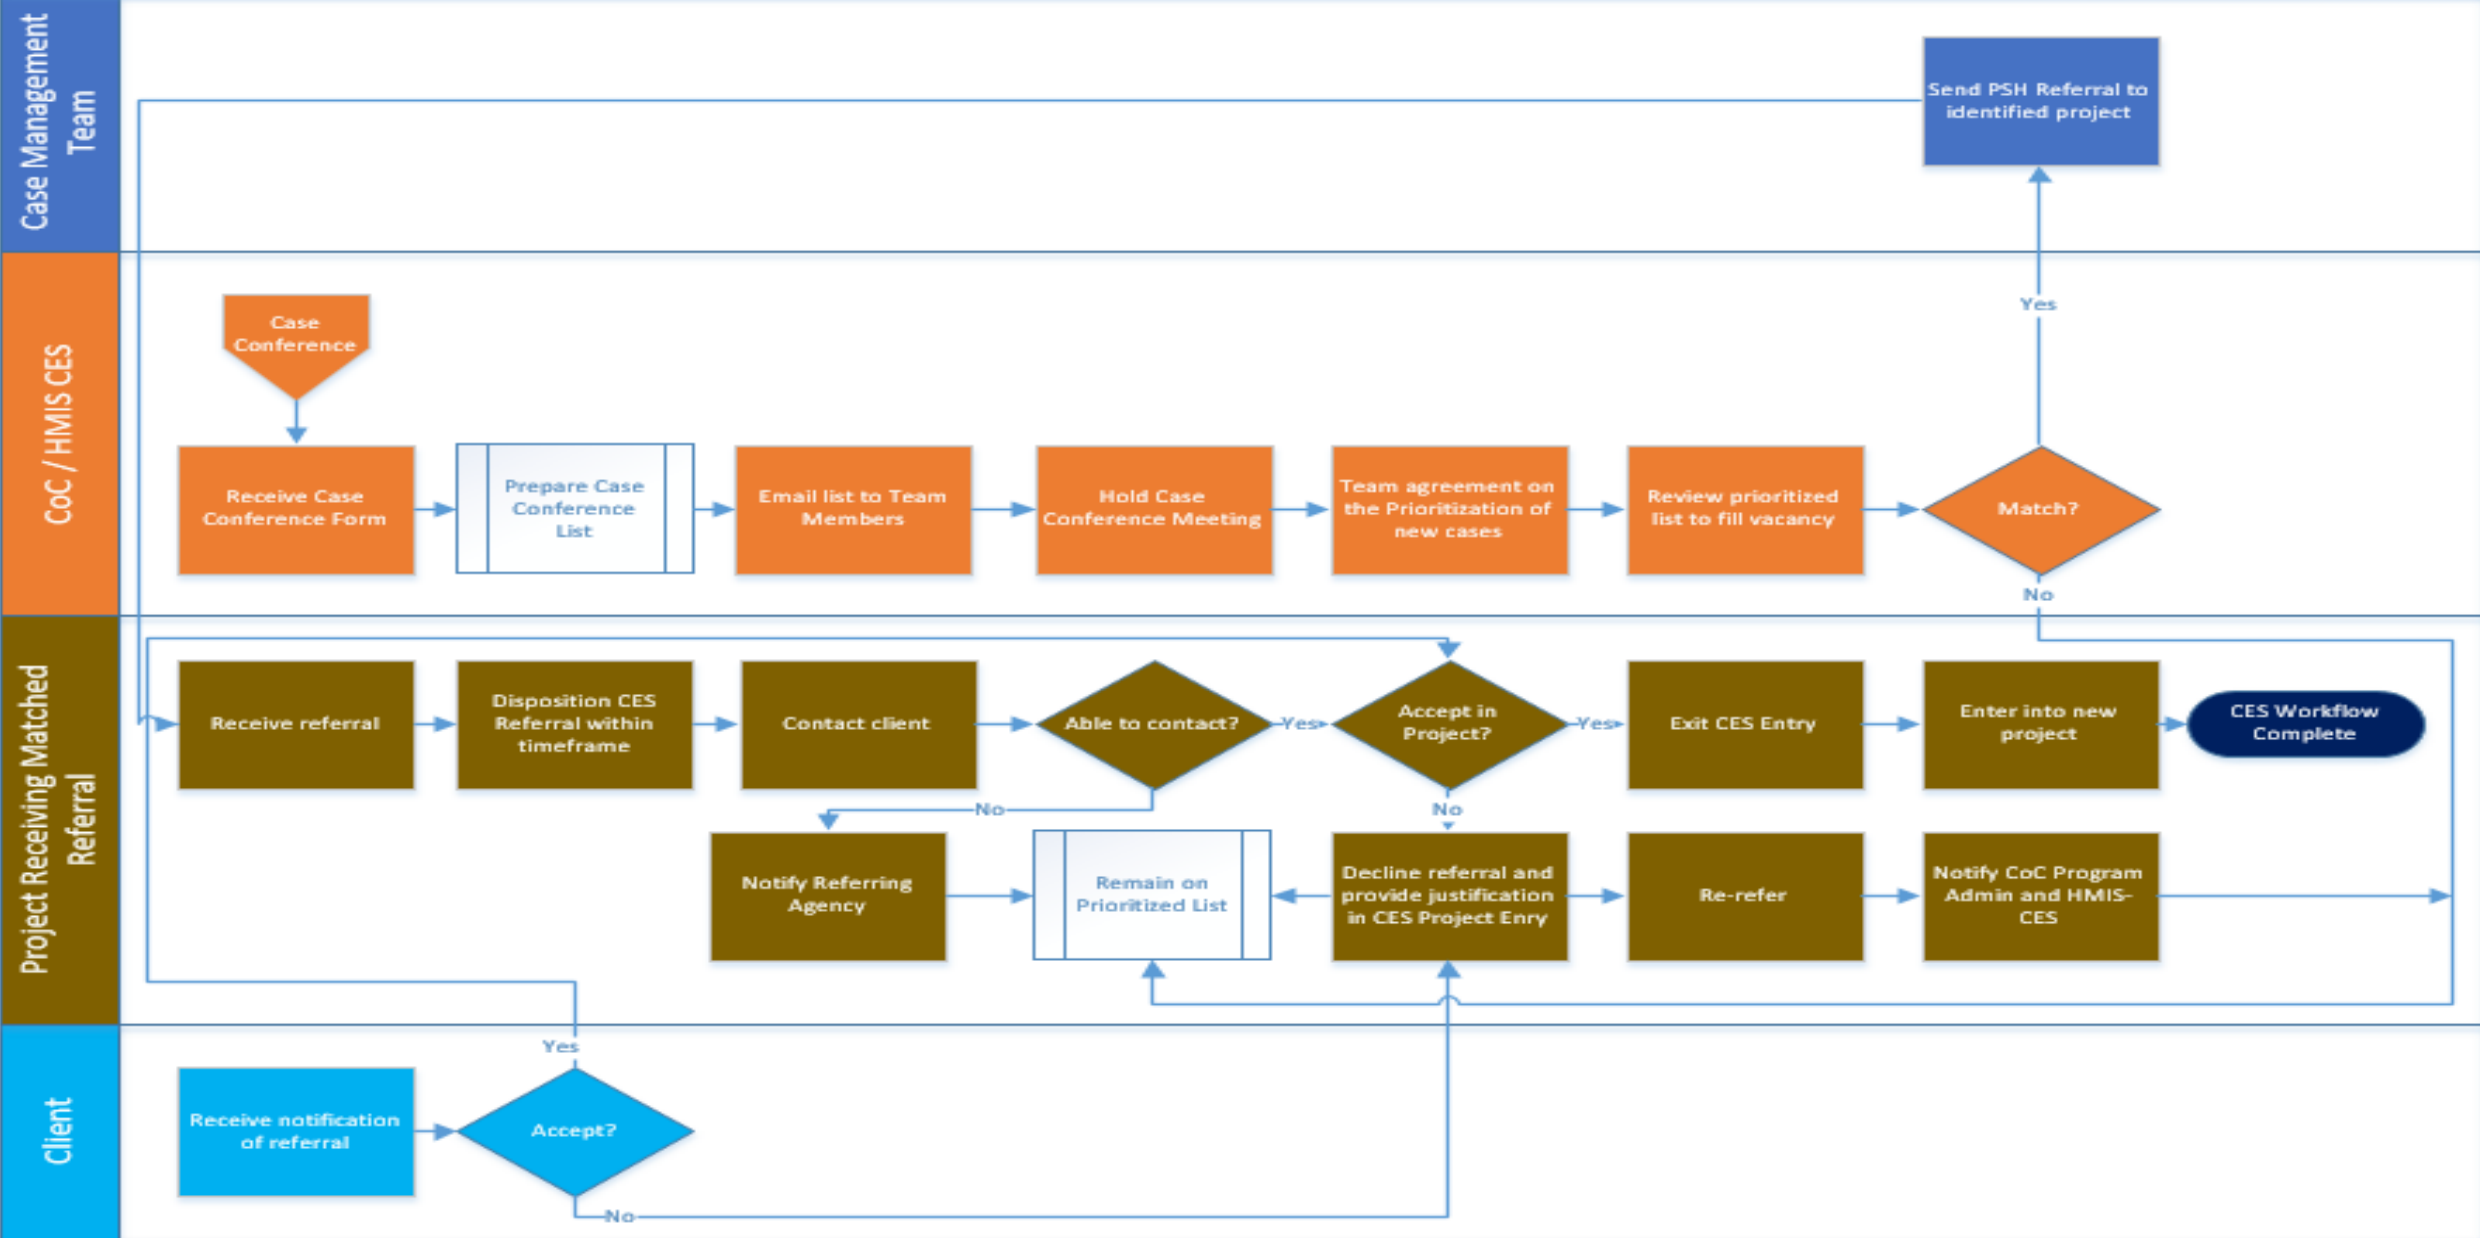 Case Management
Team
Send PSH Referral to
identified project
CoC / HMIS CES
Case
Conference
Yes
Receive Case
Conference Form
Prepare Case
Conference
List
Email list to Team
Members
Hold Case
Conference Meeting
Team agreement on
the Prioritization of
new cases
Review prioritized
list to fill vacancy
Match?
No
Project Receiving Matched
Referral
Receive referral
Disposition CES
Referral within
timeframe
Contact client
Able to contact?
Yes
Accept in
Project?
Yes
Exit CES Entry
Enter into new
project
CES Workflow
Complete
No
No
Notify Referring
Agency
Remain on
Prioritized List
Decline referral and
provide justification
in CES Project Enry
Re-refer
Notify CoC Program
Admin and HMIS-
CES
Client
Yes
Receive notification
of referral
Accept?
No